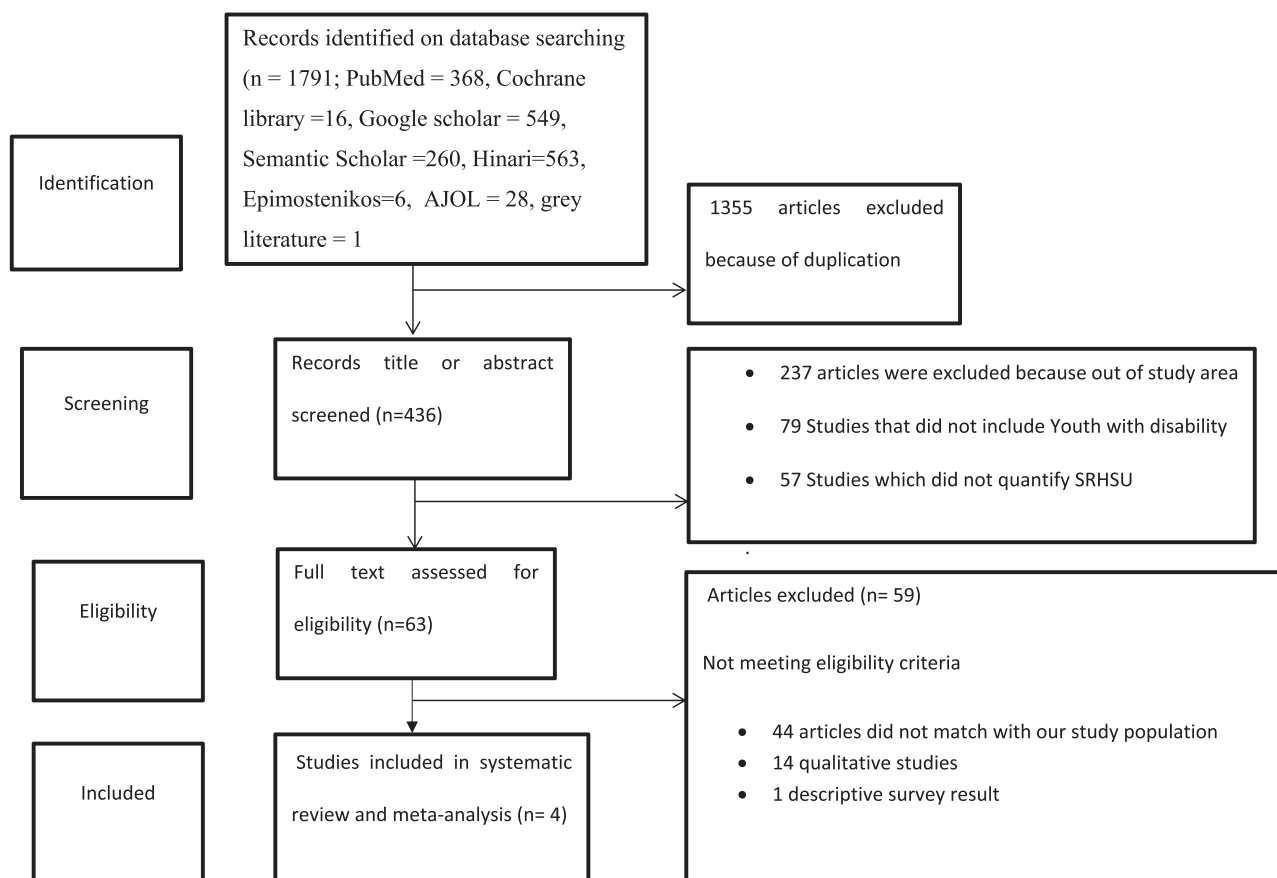 Records identified on database searching
(n = 1791; PubMed = 368, Cochrane
library =16, Google scholar = 549,
Semantic Scholar =260, Hinari=563,
Epimostenikos=6, AJOL = 28, grey
literature = 1
Identification
1355 articles excluded
because of duplication
Records title or abstract
screened (n=436)
Screening
• 237 articles were excluded because out of study area
• 79 Studies that did not include Youth with disability
• 57 Studies which did not quantify SRHSU
.
Full text assessed for
eligibility (n=63)
Eligibility
Articles excluded (n= 59)
Not meeting eligibility criteria
• 44 articles did not match with our study population
• 14 qualitative studies
• 1 descriptive survey result
Studies included in systematic
review and meta-analysis (n= 4)
Included